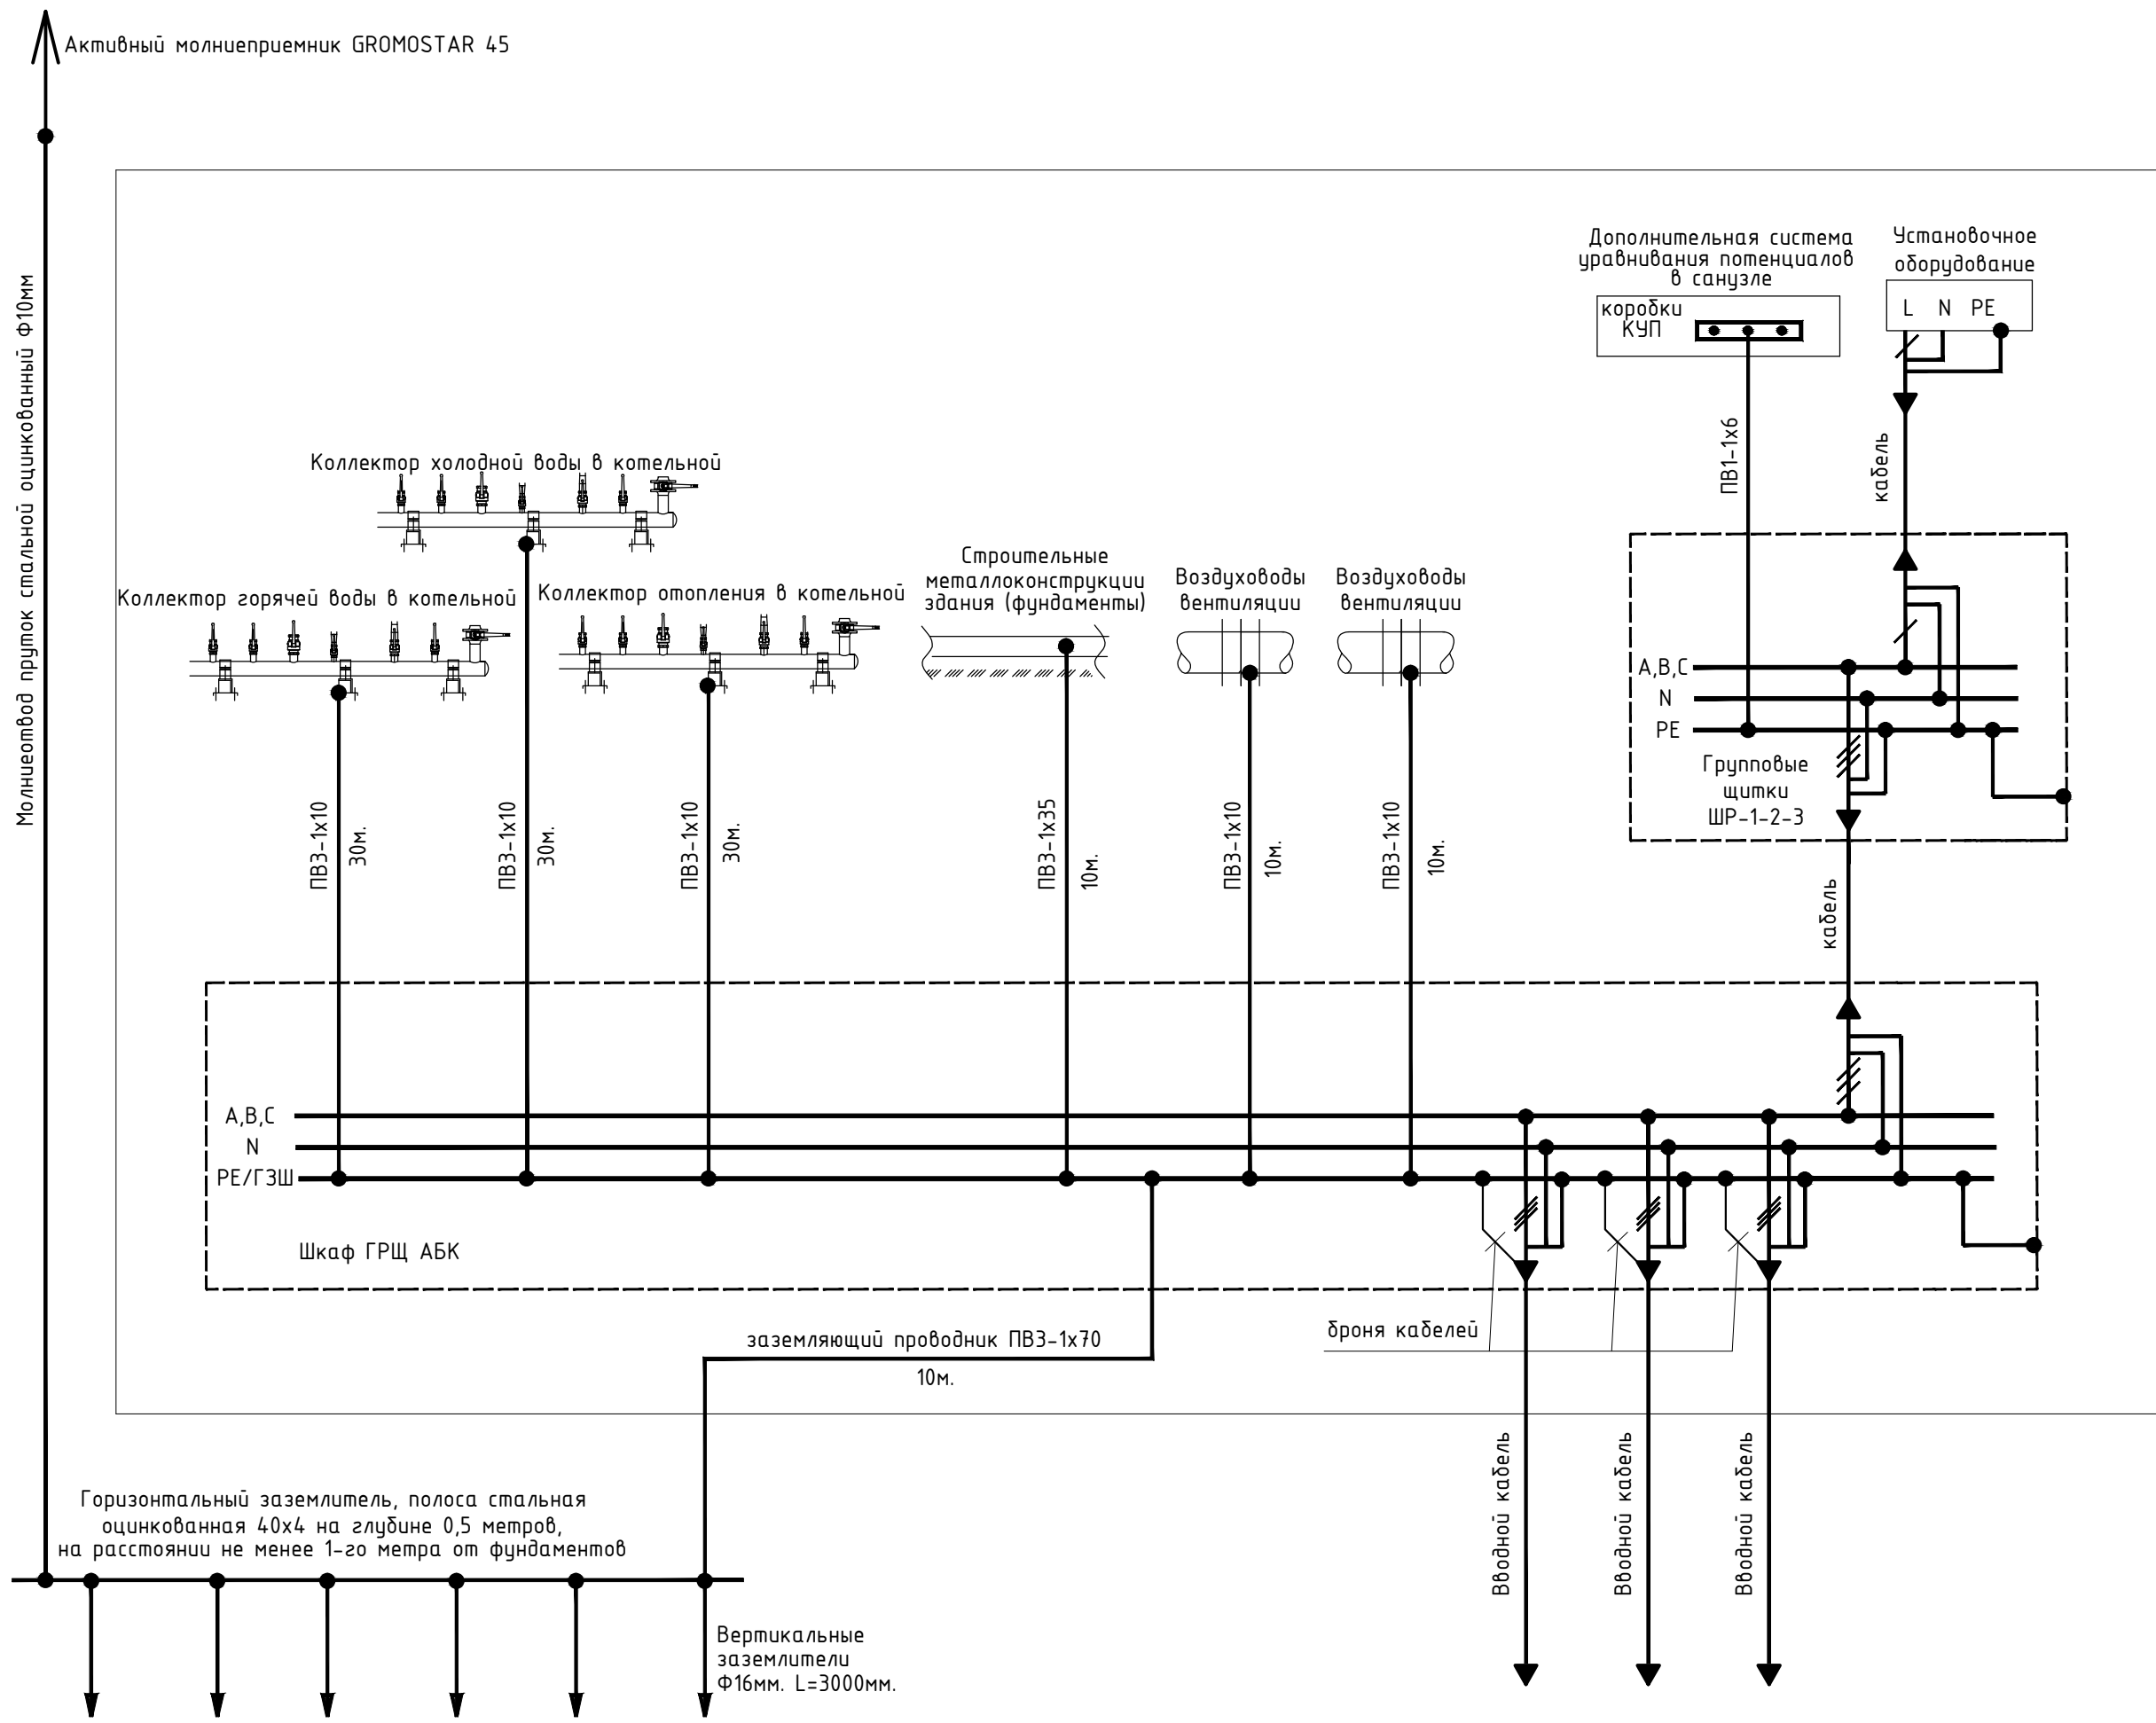 Активный молниеприемник GROMOSTAR 45
Молниеотвод пруток стальной оцинкованный Ф10мм
Дополнительная система
уравнивания потенциалов
в санузле
коробки
КУП
Установочное
оборудование
L N PE
ПВ1-1х6
кабель
Коллектор холодной воды в котельной
Коллектор горячей воды в котельной
Коллектор отопления в котельной
Строительные
металлоконструкции
здания (фундаменты)
Воздуховоды
вентиляции
Воздуховоды
вентиляции
A,B,C
N
PE
Групповые
щитки
ШР-1-2-3
ПВ3-1х10
30м.
ПВ3-1х10
30м.
ПВ3-1х10
30м.
ПВ3-1х35
10м.
ПВ3-1х10
10м.
ПВ3-1х10
10м.
кабель
A,B,C
N
PE/ГЗШ
Шкаф ГРЩ АБК
заземляющий проводник ПВ3-1х70
10м.
броня кабелей
Вводной кабель
Вводной кабель
Вводной кабель
Горизонтальный заземлитель, полоса стальная
оцинкованная 40х4 на глубине 0,5 метров,
на расстоянии не менее 1-го метра от фундаментов
Вертикальные
заземлители
Ф16мм. L=3000мм.